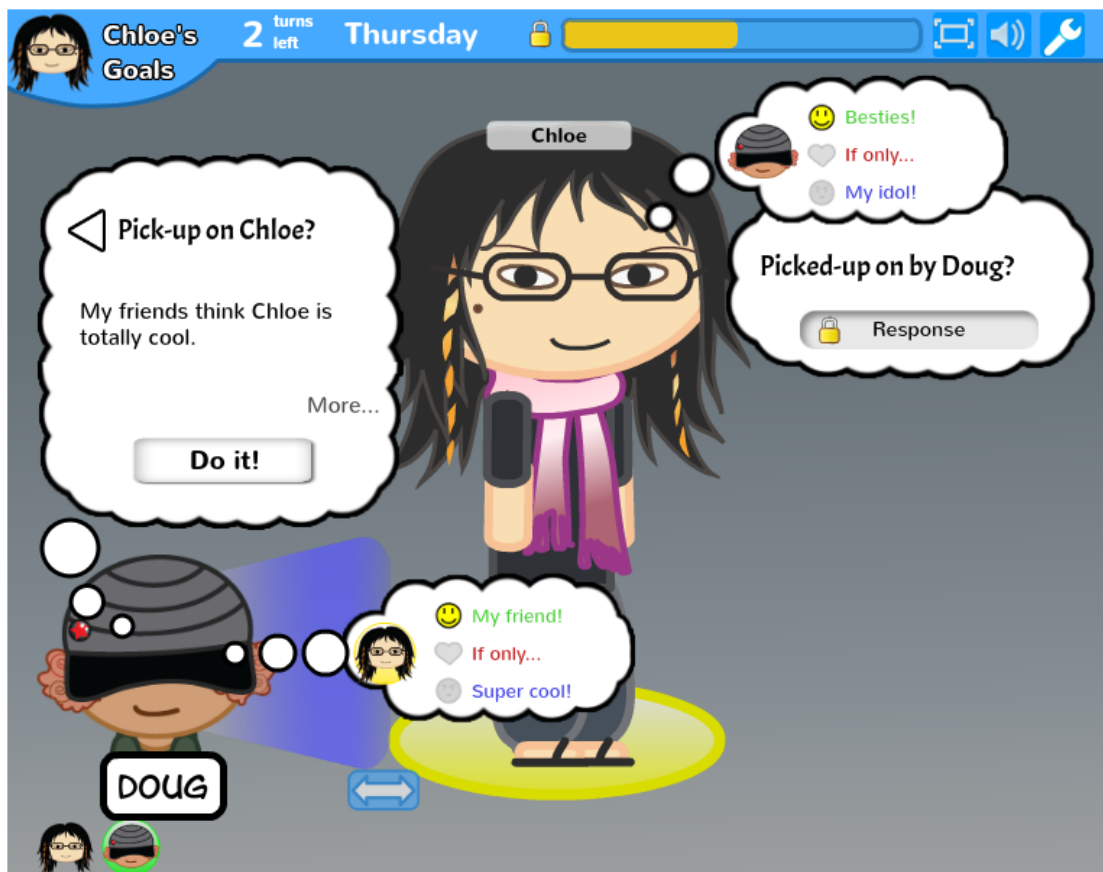 Chloe's
Goals
2 turns
left
Thursday
Chloe
Besties!
If only...
My idol!
Pick-up on Chloe?
My friends think Chloe is
totally cool.
More...
Do it!
Picked-up on by Doug?
Response
My friend!
If only...
Super cool!
DOUG